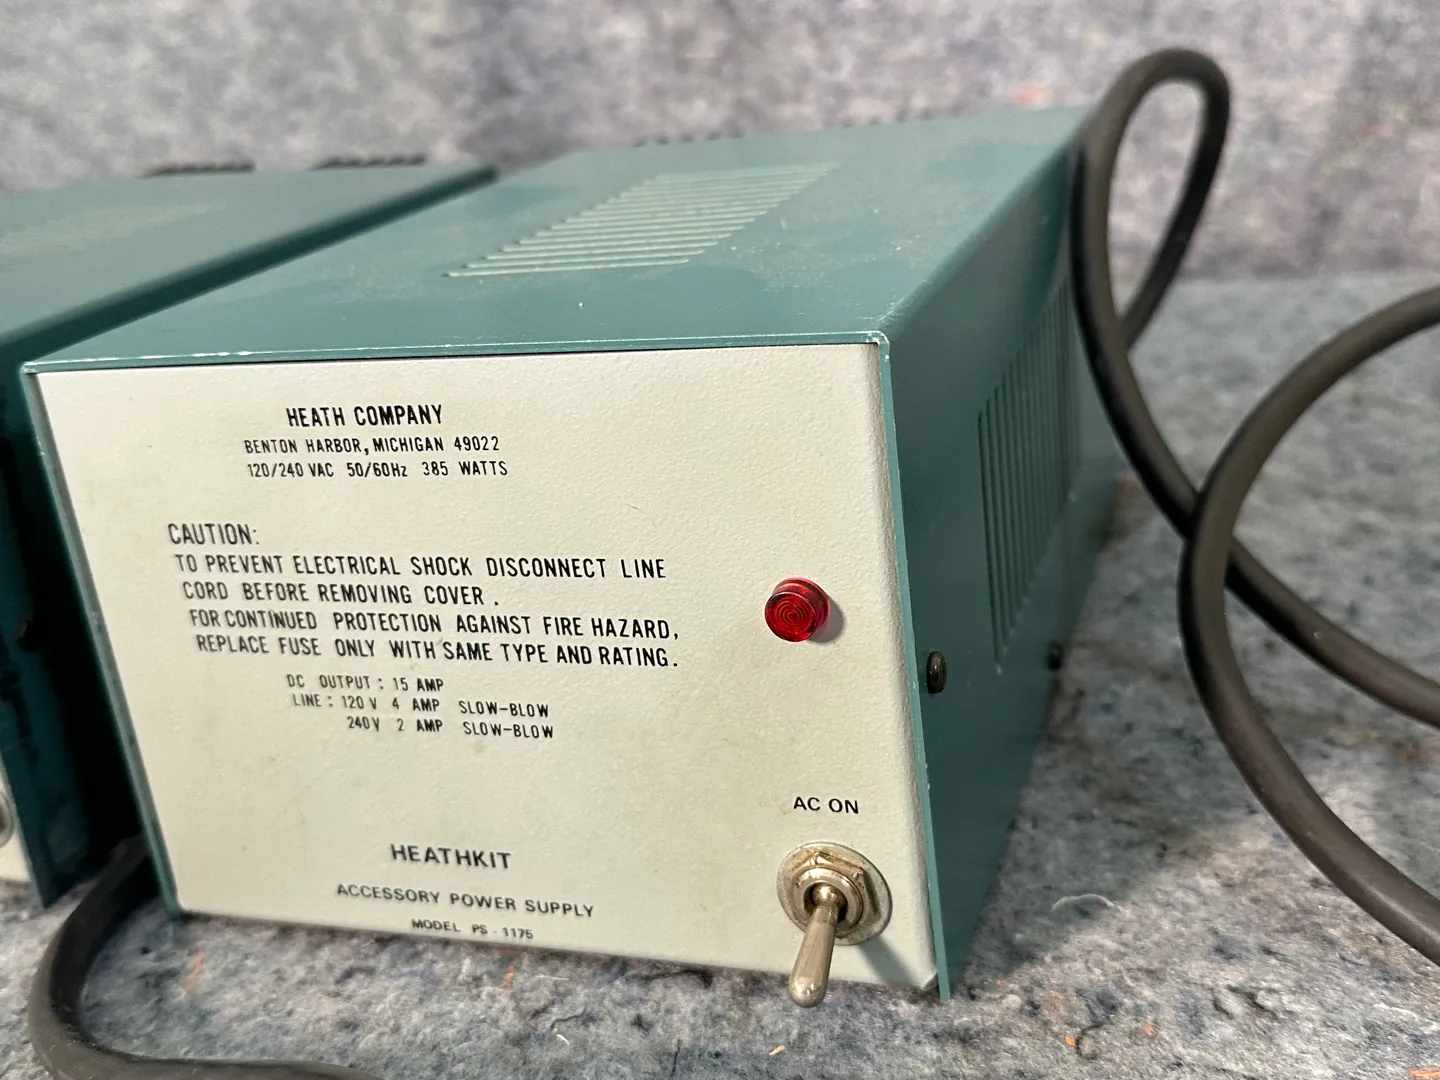 HEATH COMPANY
BENTON HARBOR, MICHIGAN 49022
120/240 VAC 50/60Hz 385 WATTS
CAUTION:
TO PREVENT ELECTRICAL SHOCK DISCONNECT LINE
CORD BEFORE REMOVING COVER.
FOR CONTINUED PROTECTION AGAINST FIRE HAZARD,
REPLACE FUSE ONLY WITH SAME TYPE AND RATING.
DC OUTPUT: 15 AMP
LINE: 120V 4 AMP SLOW-BLOW
240V 2 AMP SLOW-BLOW
AC ON
HEATHKIT
ACCESSORY POWER SUPPLY
MODEL PS-1175